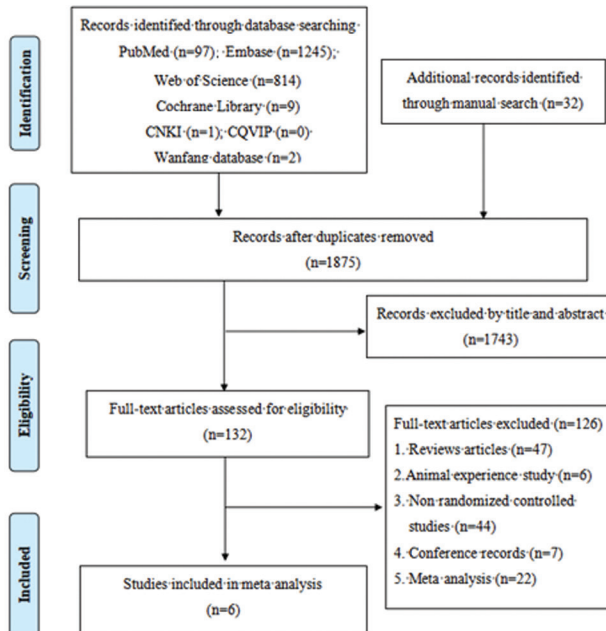 Identification
Records identified through database searching
PubMed (n=97); Embase (n=1245);
Web of Science (n=814)
Cochrane Library (n=9)
CNKI (n=1); CQVIP (n=0)
Wanfang database (n=2)
Additional records identified
through manual search (n=32)
Screening
Records after duplicates removed
(n=1875)
Records excluded by title and abstract
(n=1743)
Eligibility
Full-text articles assessed for eligibility
(n=132)
Full-text articles excluded (n=126)
1. Reviews articles (n=47)
2. Animal experience study (n=6)
3. Non randomized controlled
studies (n=44)
4. Conference records (n=7)
5. Meta analysis (n=22)
Included
Studies included in meta analysis
(n=6)